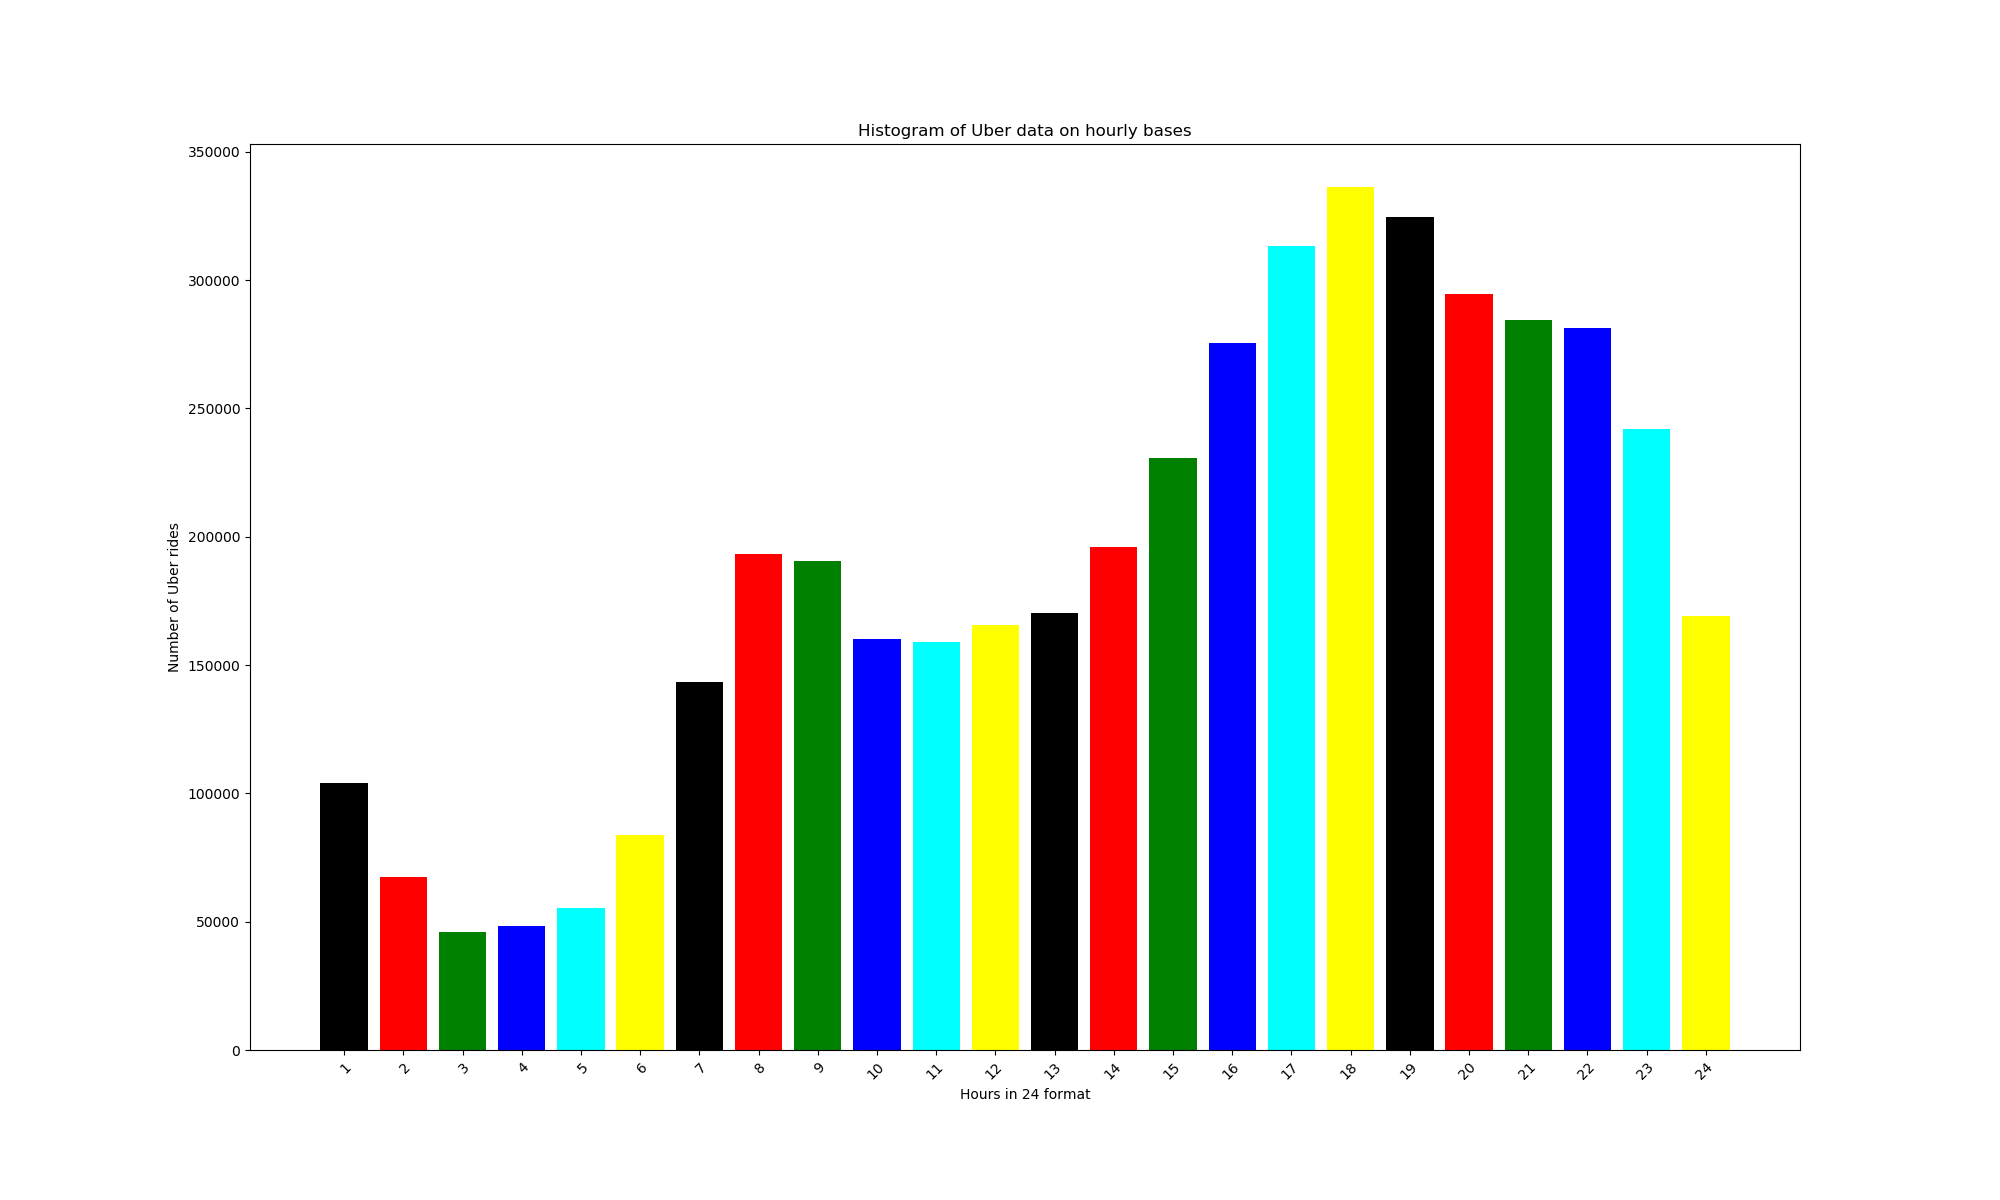 Histogram of Uber data on hourly bases
350000
300000
250000
200000
150000
100000
50000
0
Number of Uber rides
1 2 3 4 5 6 7 8 9 10 11 12 13 14 15 16 17 18 19 20 21 22 23 24
Hours in 24 format